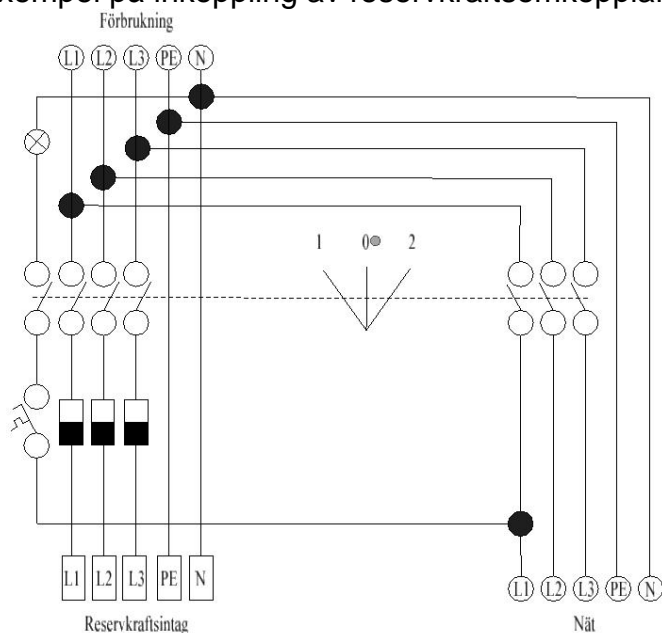 Exempel på inkoppling av reservkraftsomkopplare
Förbrukning
L1 L2 L3 PE N
1 0 2
L1 L2 L3 PE N
L1 L2 L3 PE N
Reservkraftsintag
Nät